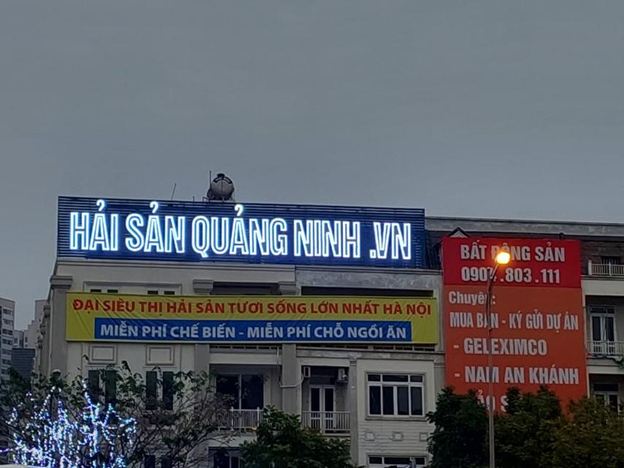 HẢI SẢN QUẢNG NINH .VN
ĐẠI SIÊU THỊ HẢI SẢN TƯƠI SỐNG LỚN NHẤT HÀ NỘI
MIỄN PHÍ CHẾ BIẾN - MIỄN PHÍ CHỖ NGỒI ĂN
BẤT ĐỘNG SẢN
803.111
Chuyên:
MUA BÁN - KÝ GỬI DỰ ÁN
- GELEXIMCO
- NAM AN KHÁNH